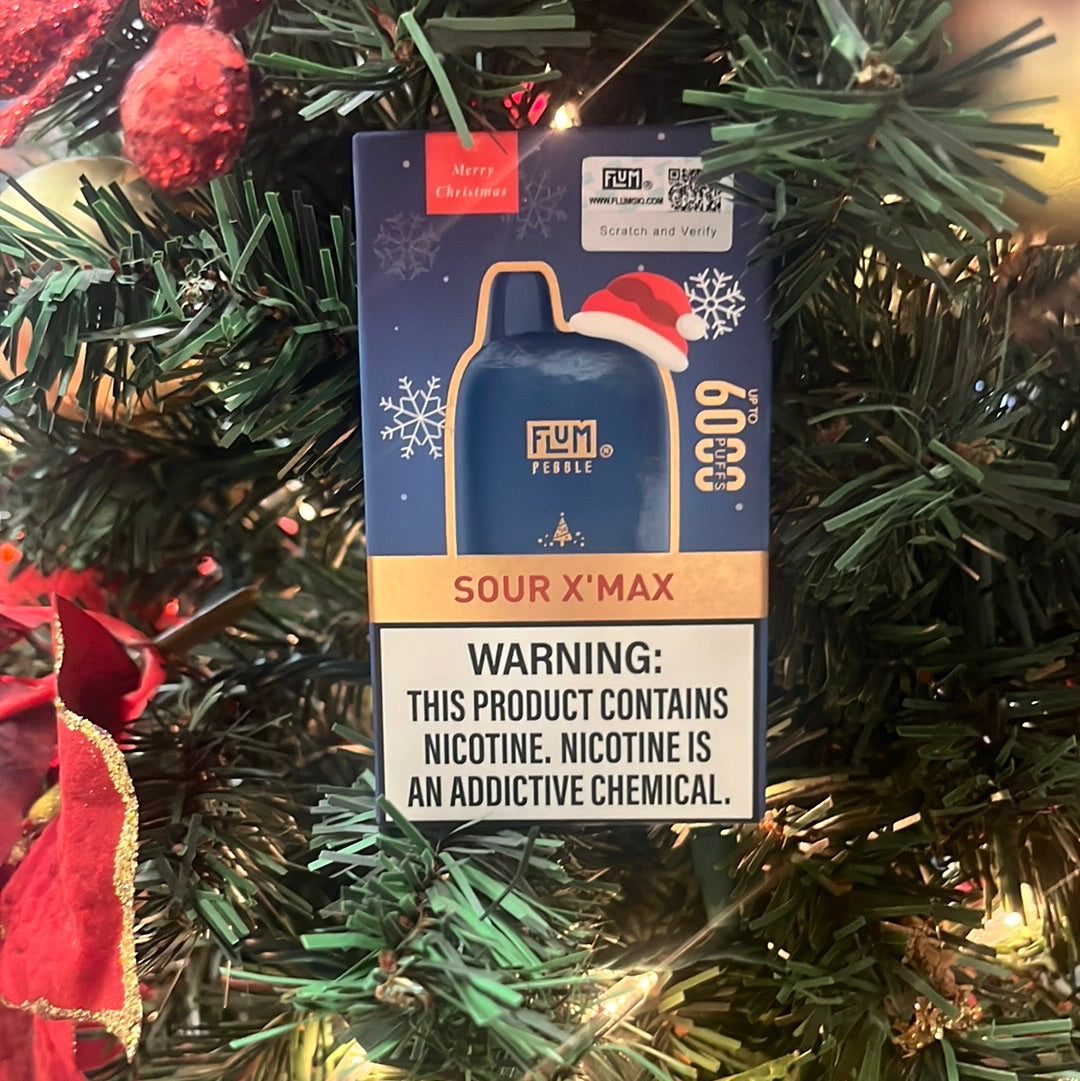 Merry
Christmas
FLUM®
WWW.FLUMGIO.COM
Scratch and Verify
FLUM®
PEBBLE
UP TO
6000
PUFFS
SOUR X'MAX
WARNING:
THIS PRODUCT CONTAINS
NICOTINE. NICOTINE IS
AN ADDICTIVE CHEMICAL.